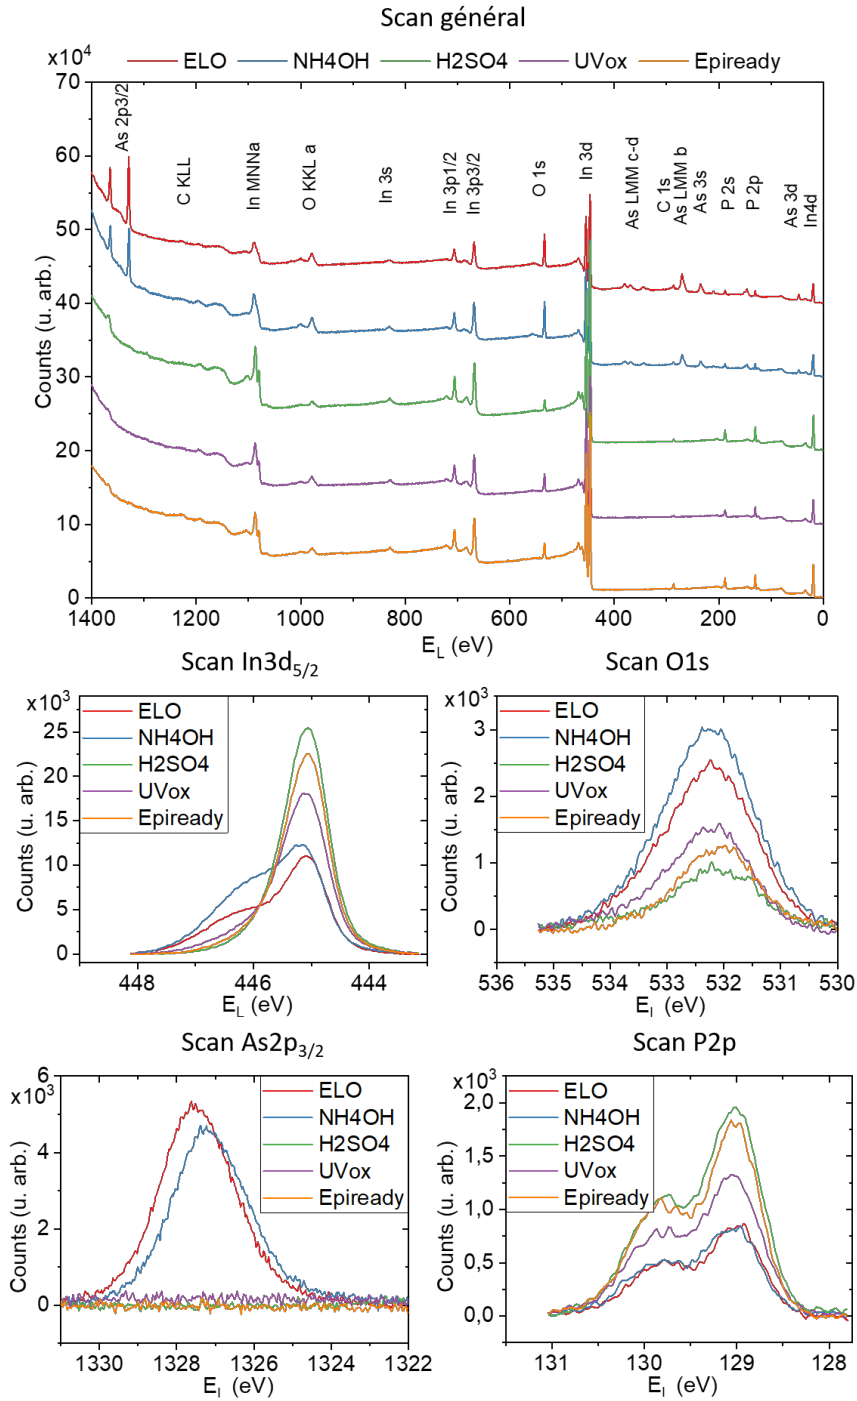 Scan général
x10⁴
ELO NH4OH H2SO4 UVox Epiready
70
60
50
40
30
20
10
0
Counts (u. arb.)
As 2p3/2
C KLL
In MNNa
O KKL a
In 3s
In 3p1/2
In 3p3/2
O 1s
In 3d
As LMM c-d
C 1s
As LMM b
As 3s
P 2s
P 2p
As 3d
In4d
1400 1200 1000 800 600 400 200 0
E_L (eV)
Scan In3d₅/₂
x10³
ELO
NH4OH
H2SO4
UVox
Epiready
25
20
15
10
5
0
Counts (u. arb.)
448 446 444
E_L (eV)
Scan O1s
x10³
ELO
NH4OH
H2SO4
UVox
Epiready
3
2
1
0
Counts (u. arb.)
536 535 534 533 532 531 530
E_L (eV)
Scan As2p₃/₂
x10³
ELO
NH4OH
H2SO4
UVox
Epiready
6
4
2
0
Counts (u. arb.)
1330 1328 1326 1324 1322
E_L (eV)
Scan P2p
x10³
ELO
NH4OH
H2SO4
UVox
Epiready
2,0
1,5
1,0
0,5
0,0
Counts (u. arb.)
131 130 129 128
E_L (eV)